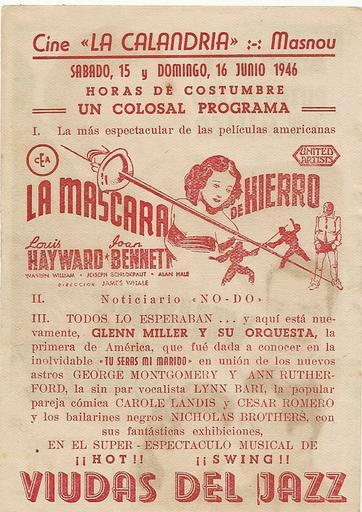 Cine «LA CALANDRIA» :-: Masnou
SABADO, 15 y DOMINGO, 16 JUNIO 1946
HORAS DE COSTUMBRE
UN COLOSAL PROGRAMA
I. La más espectacular de las películas americanas
CEA
UNITED ARTISTS
LA MASCARA DE HIERRO
Louis Joan
HAYWARD * BENNETT
WARREN WILLIAM - JOSEPH SCHILDKRAUT - ALAN HALE
DIRECCION JAMES WHALE
II. Noticiario «NO-DO»
III. TODOS LO ESPERABAN ... y aquí está nue-
vamente, GLENN MILLER Y SU ORQUESTA, la
primera de América, que fué dada a conocer en la
inolvidable «TU SERAS MI MARIDO» en unión de los nuevos
astros GEORGE MONTGOMERY Y ANN RUTHER-
FORD, la sin par vocalista LYNN BARI, la popular
pareja cómica CAROLE LANDIS y CESAR ROMERO
y los bailarines negros NICHOLAS BROTHERS, con
sus fantásticas exhibiciones,
EN EL SUPER - ESPECTACULO MUSICAL DE
¡¡HOT!! ¡¡SWING!!
VIUDAS DEL JAZZ